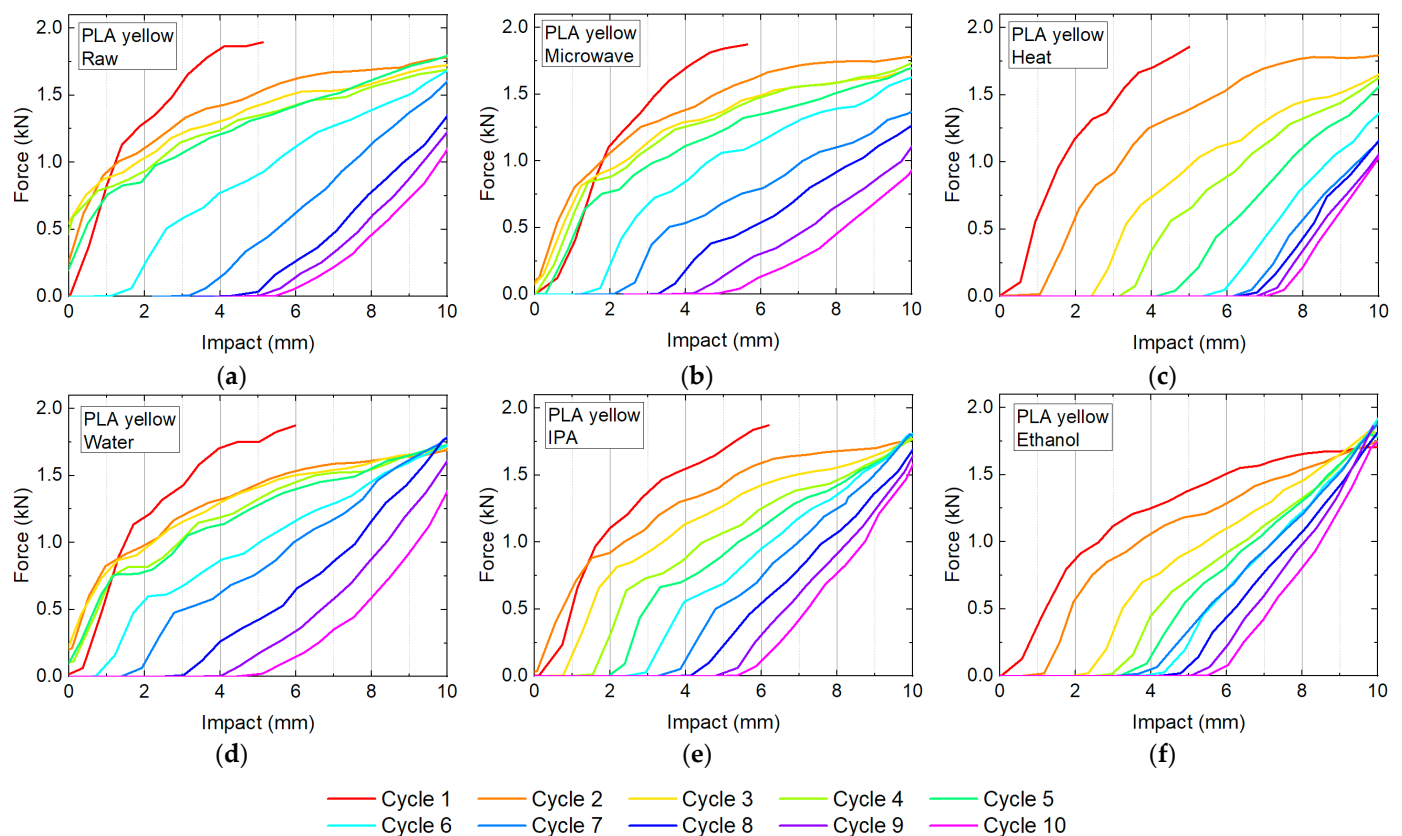 PLA yellow
Raw
Force (kN)
2.0
1.5
1.0
0.5
0.0
0 2 4 6 8 10
Impact (mm)
(a)
PLA yellow
Microwave
Force (kN)
2.0
1.5
1.0
0.5
0.0
0 2 4 6 8 10
Impact (mm)
(b)
PLA yellow
Heat
Force (kN)
2.0
1.5
1.0
0.5
0.0
0 2 4 6 8 10
Impact (mm)
(c)
PLA yellow
Water
Force (kN)
2.0
1.5
1.0
0.5
0.0
0 2 4 6 8 10
Impact (mm)
(d)
PLA yellow
IPA
Force (kN)
2.0
1.5
1.0
0.5
0.0
0 2 4 6 8 10
Impact (mm)
(e)
PLA yellow
Ethanol
Force (kN)
2.0
1.5
1.0
0.5
0.0
0 2 4 6 8 10
Impact (mm)
(f)
Cycle 1 Cycle 2 Cycle 3 Cycle 4 Cycle 5
Cycle 6 Cycle 7 Cycle 8 Cycle 9 Cycle 10